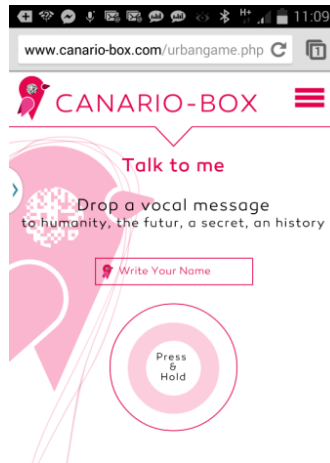 11:09
www.canario-box.com/urbangame.php
1
CANARIO-BOX
Talk to me
Drop a vocal message
to humanity, the futur, a secret, an history
Write Your Name
Press
&
Hold